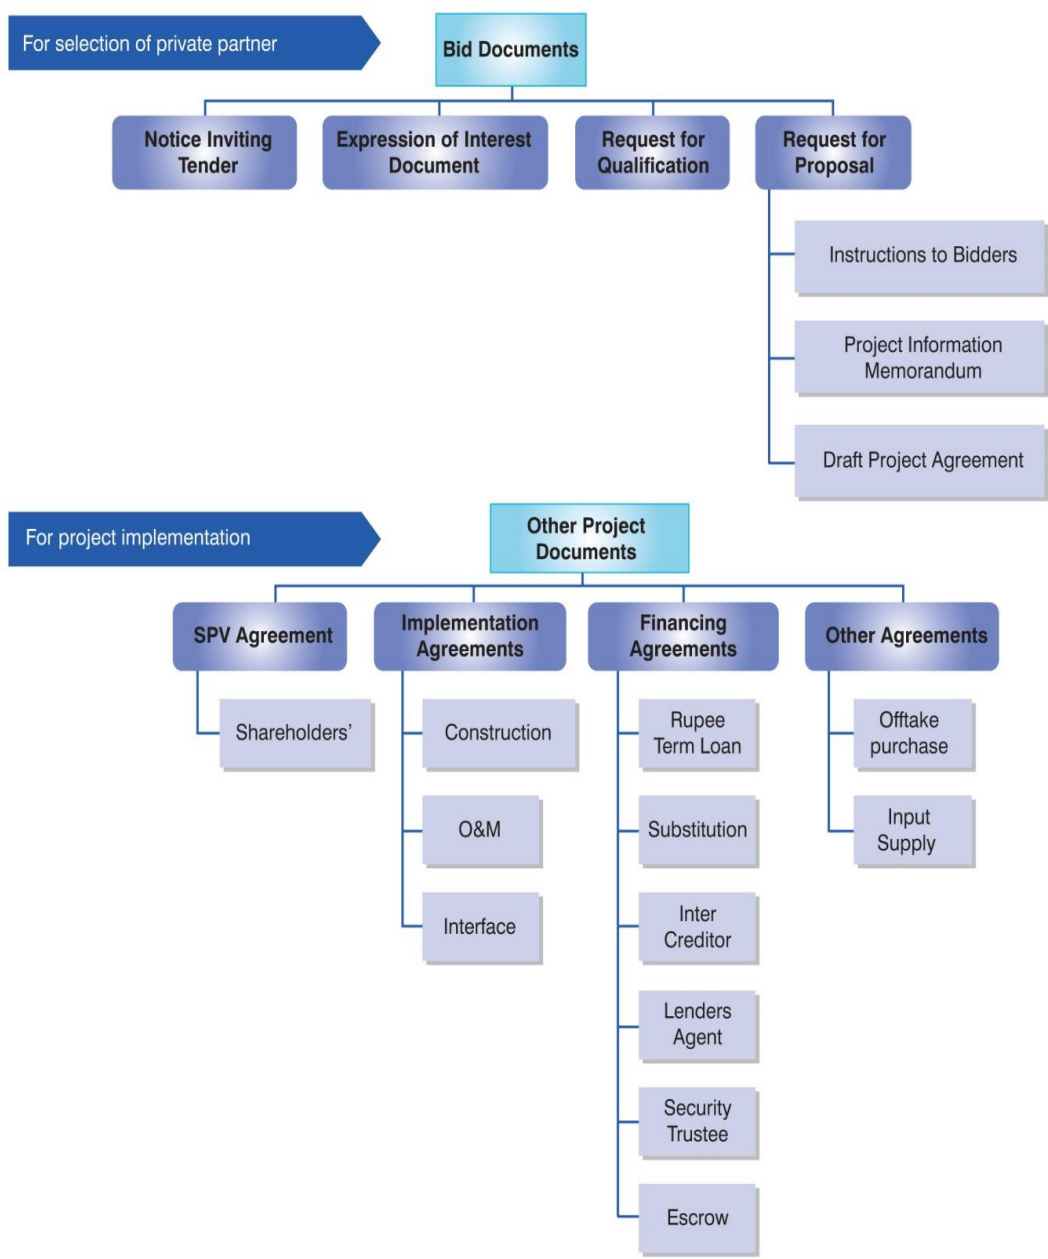 For selection of private partner
Bid Documents
Notice Inviting
Tender
Expression of Interest
Document
Request for
Qualification
Request for
Proposal
Instructions to Bidders
Project Information
Memorandum
Draft Project Agreement
For project implementation
Other Project
Documents
SPV Agreement
Implementation
Agreements
Financing
Agreements
Other Agreements
Shareholders’
Construction
O&M
Interface
Rupee
Term Loan
Substitution
Inter
Creditor
Lenders
Agent
Security
Trustee
Escrow
Offtake
purchase
Input
Supply